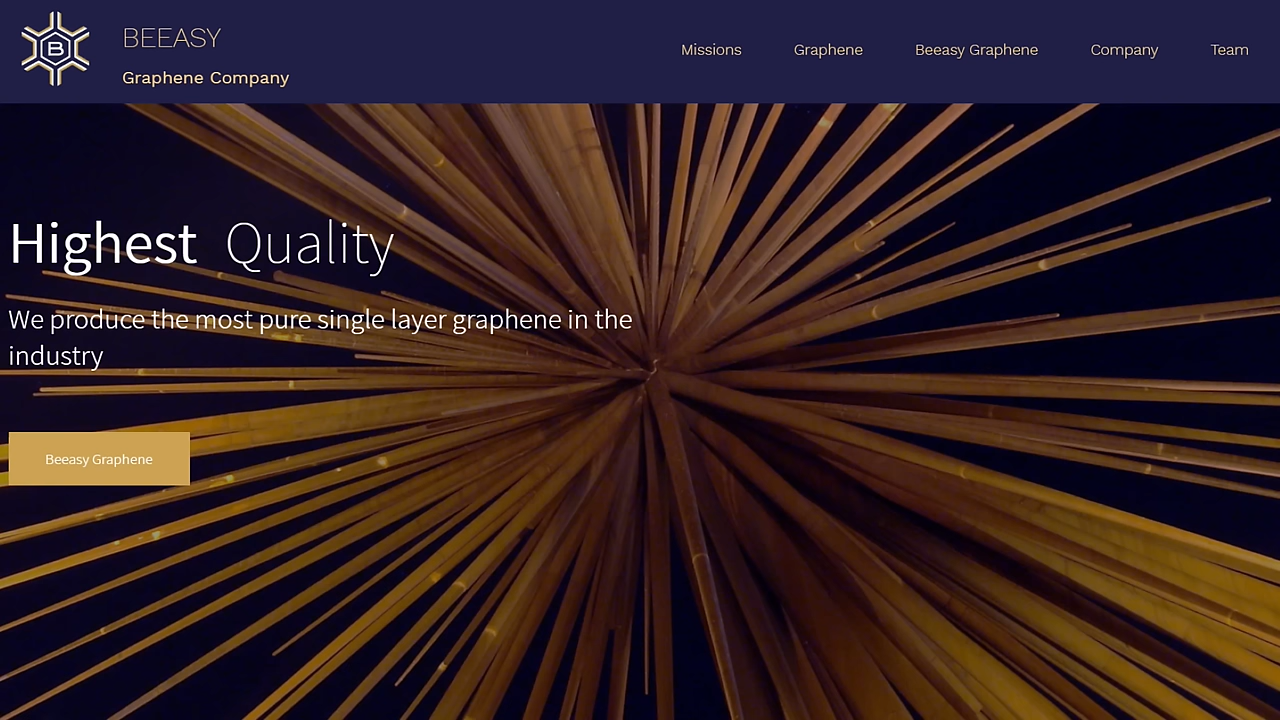 B
BEEASY
Graphene Company
Missions
Graphene
Beeasy Graphene
Company
Team
Highest Quality
We produce the most pure single layer graphene in the
industry
Beeasy Graphene